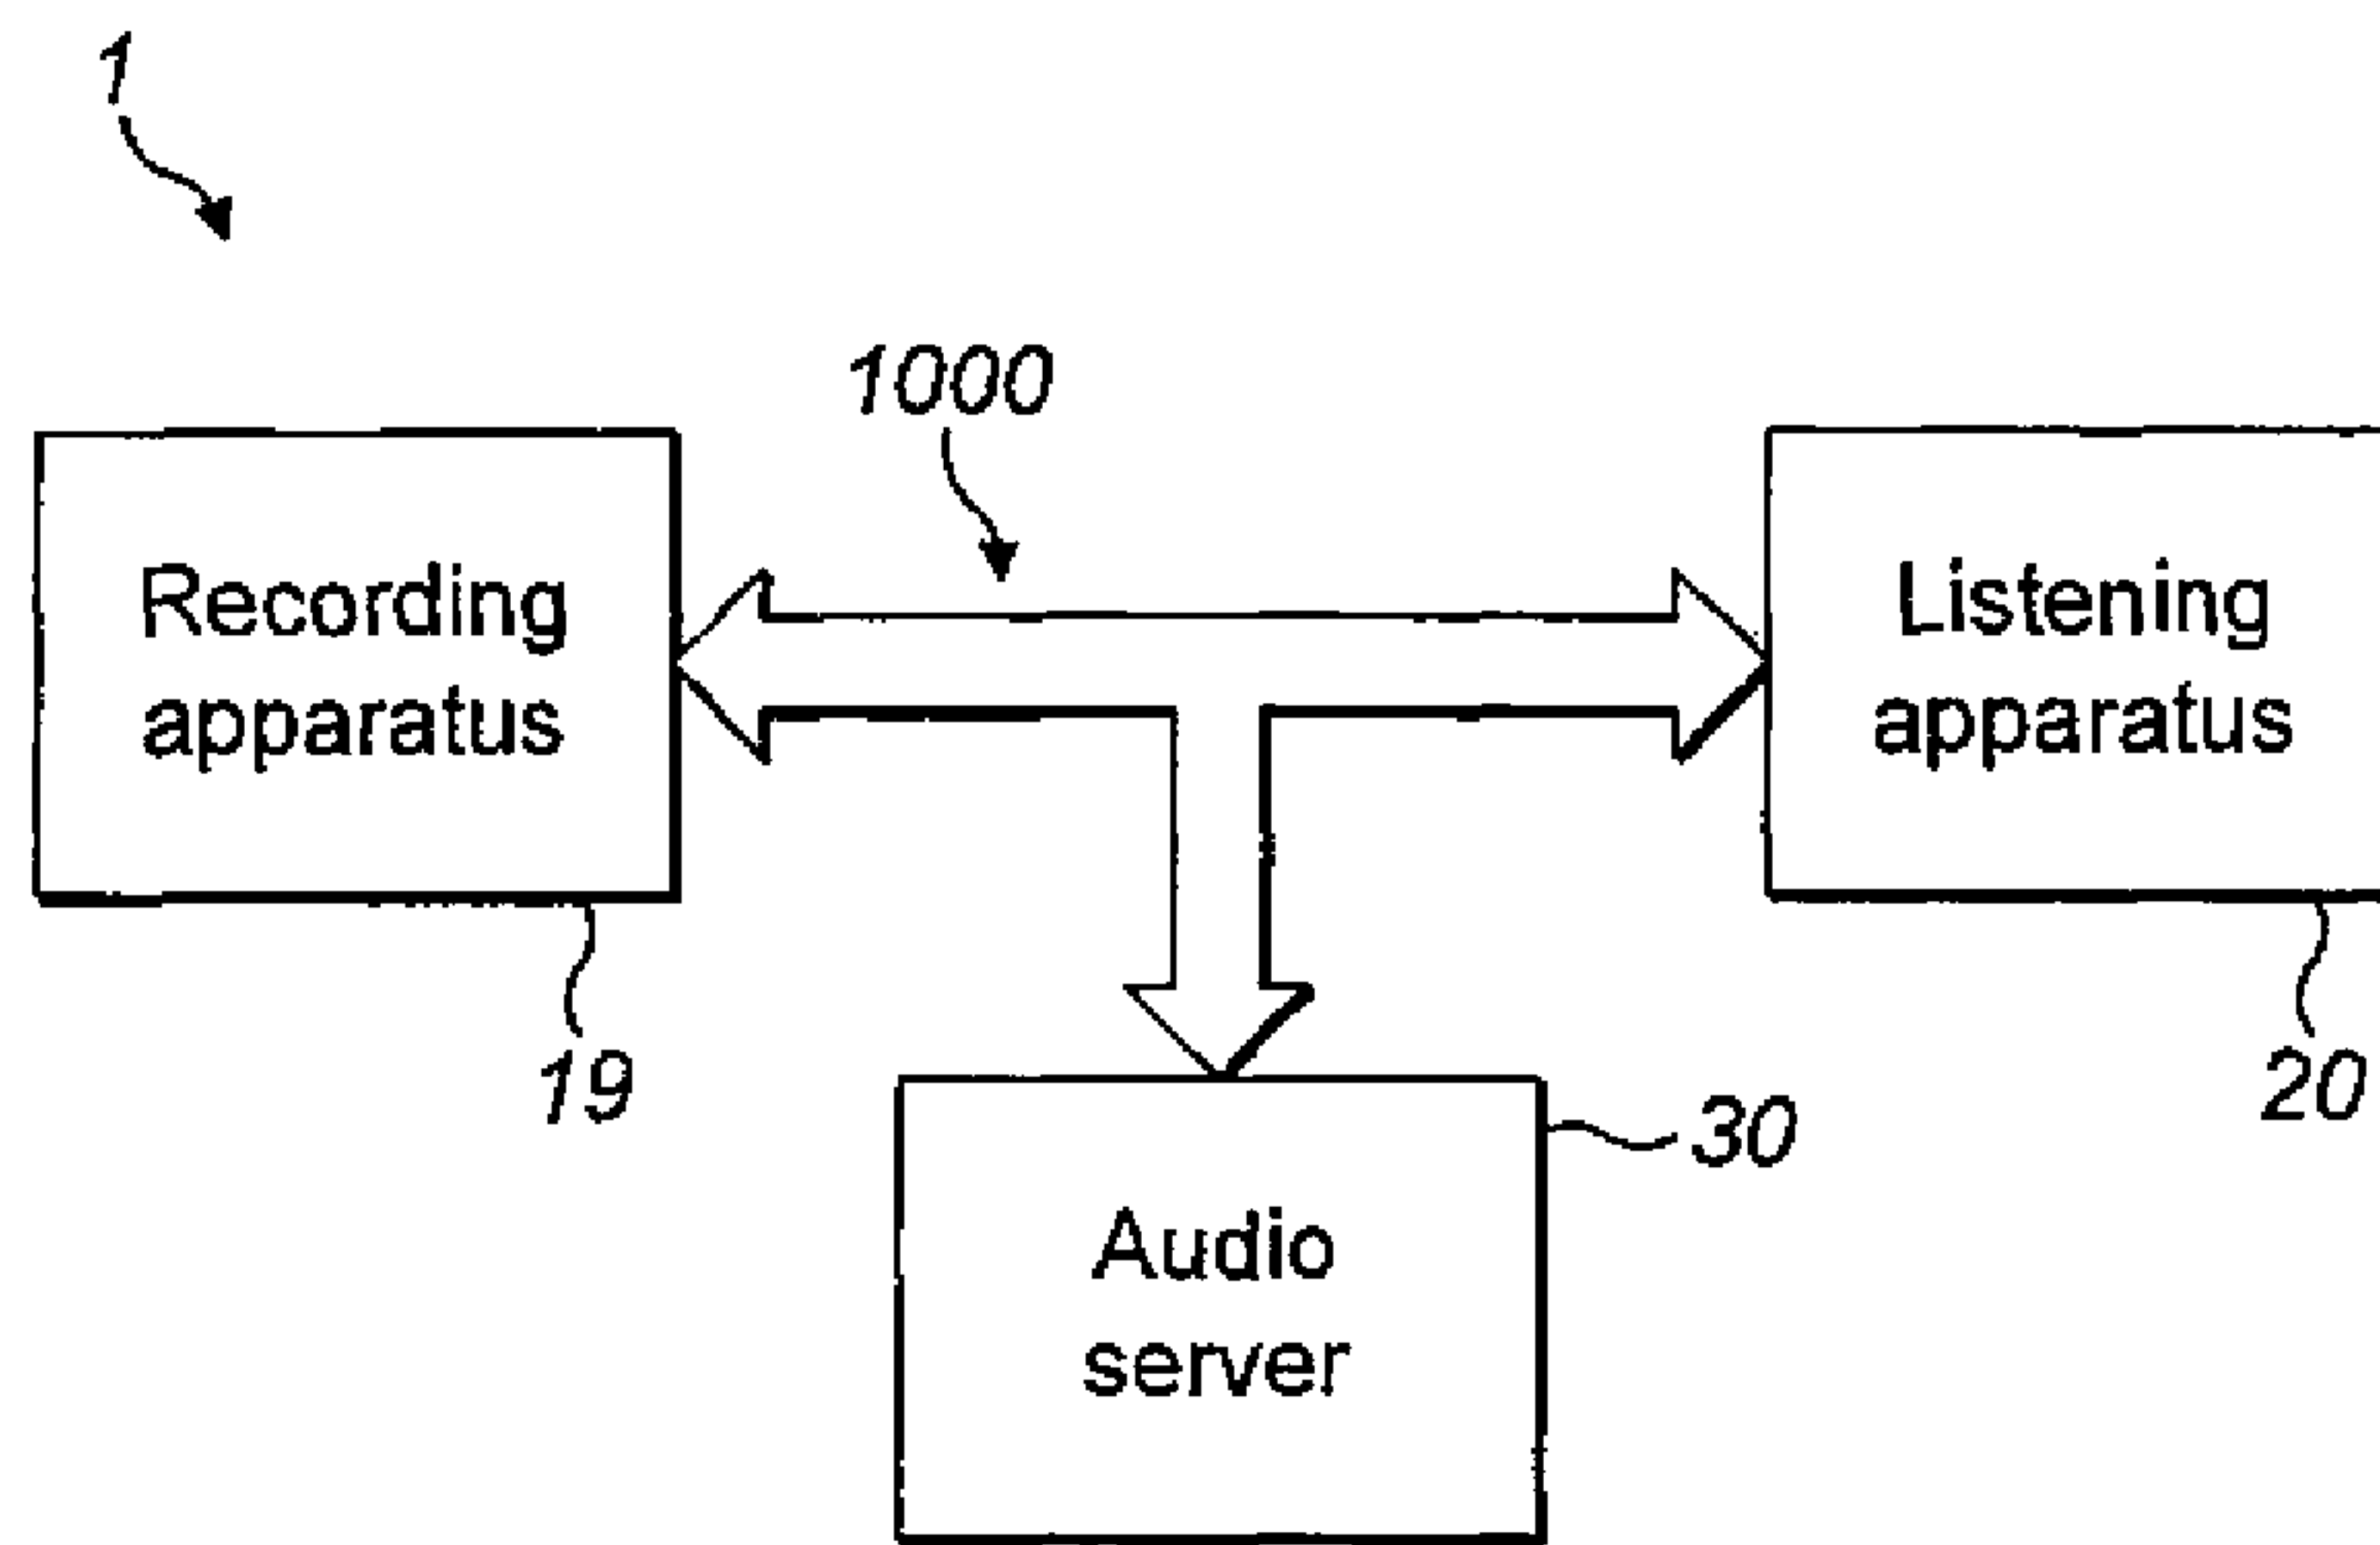 1
1000
Recording
apparatus
Listening
apparatus
19
20
30
Audio
server